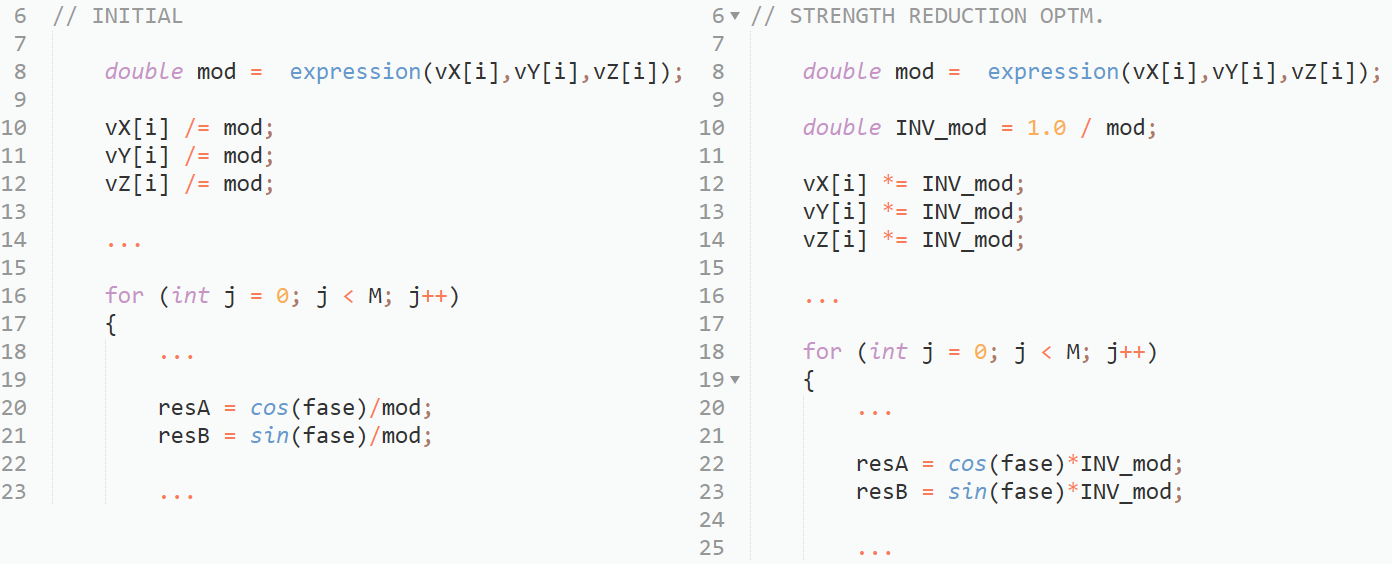 6 // INITIAL
7
8 double mod =  expression(vX[i],vY[i],vZ[i]);
9
10 vX[i] /= mod;
11 vY[i] /= mod;
12 vZ[i] /= mod;
13
14 ...
15
16 for (int j = 0; j < M; j++)
17 {
18 ...
19
20 resA = cos(fase)/mod;
21 resB = sin(fase)/mod;
22
23 ...
6 // STRENGTH REDUCTION OPTM.
7
8 double mod =  expression(vX[i],vY[i],vZ[i]);
9
10 double INV_mod = 1.0 / mod;
11
12 vX[i] *= INV_mod;
13 vY[i] *= INV_mod;
14 vZ[i] *= INV_mod;
15
16 ...
17
18 for (int j = 0; j < M; j++)
19 {
20 ...
21
22 resA = cos(fase)*INV_mod;
23 resB = sin(fase)*INV_mod;
24
25 ...